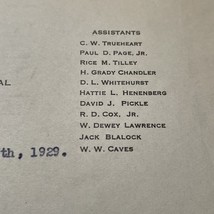 ASSISTANTS
C. W. TRUEHEART
PAUL D. PAGE, JR.
RICE M. TILLEY
H. GRADY CHANDLER
AL
D. L. WHITEHURST
HATTIE L. HENENBERG
DAVID J. PICKLE
R. D. COX, JR.
W. DEWEY LAWRENCE
th, 1929.
JACK BLALOCK
W. W. CAVES